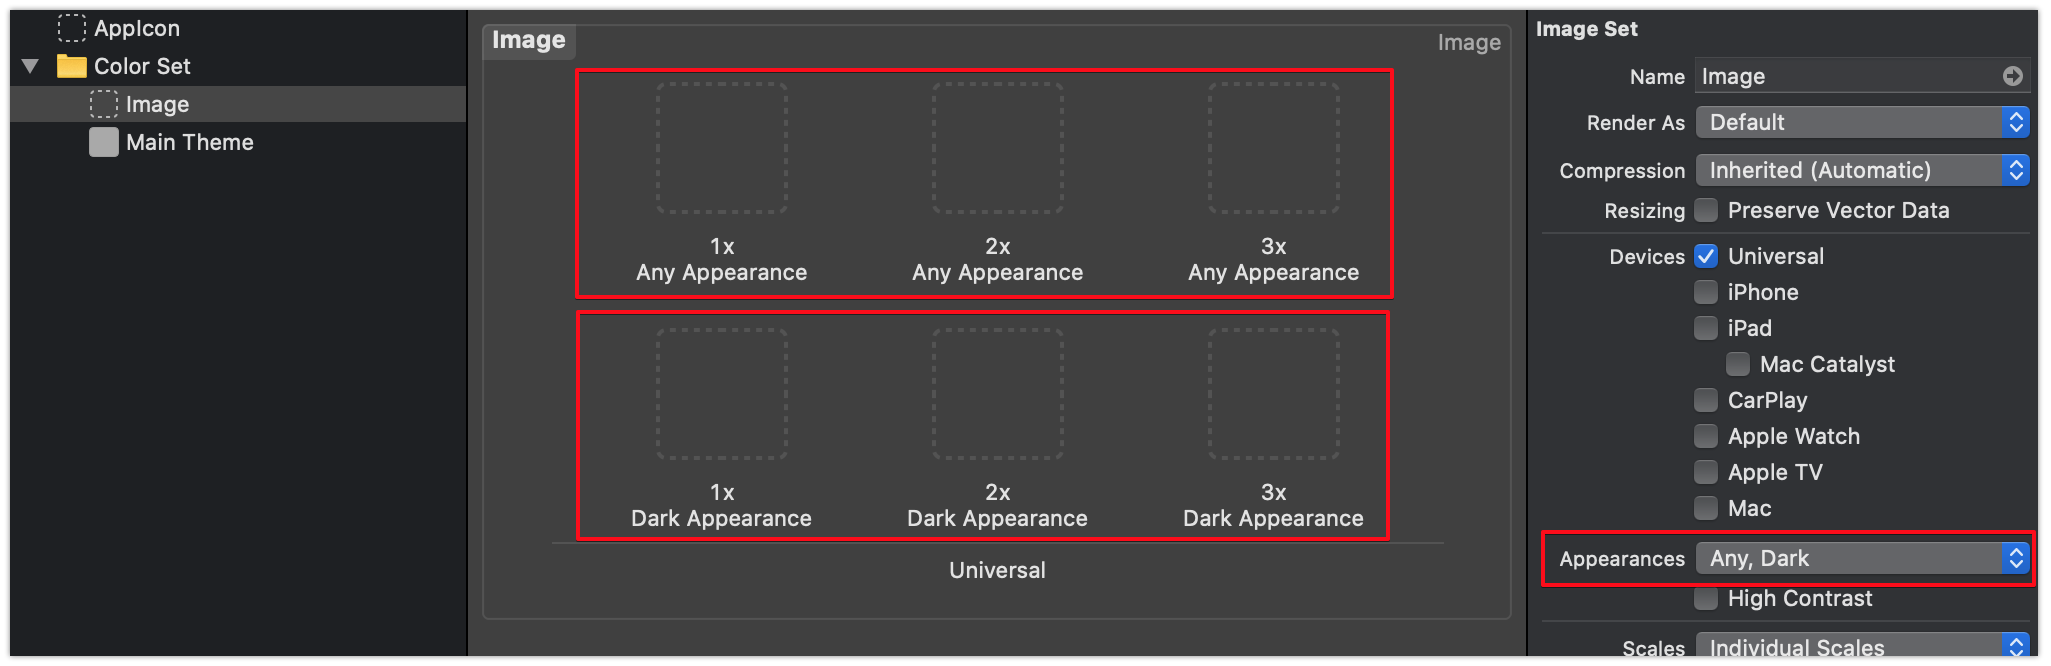 AppIcon
Color Set
Image
Main Theme
Image
Image
1x
Any Appearance
2x
Any Appearance
3x
Any Appearance
1x
Dark Appearance
2x
Dark Appearance
3x
Dark Appearance
Universal
Image Set
Name Image
Render As Default
Compression Inherited (Automatic)
Resizing Preserve Vector Data
Devices Universal
iPhone
iPad
Mac Catalyst
CarPlay
Apple Watch
Apple TV
Mac
Appearances Any, Dark
High Contrast
Scales Individual Scales